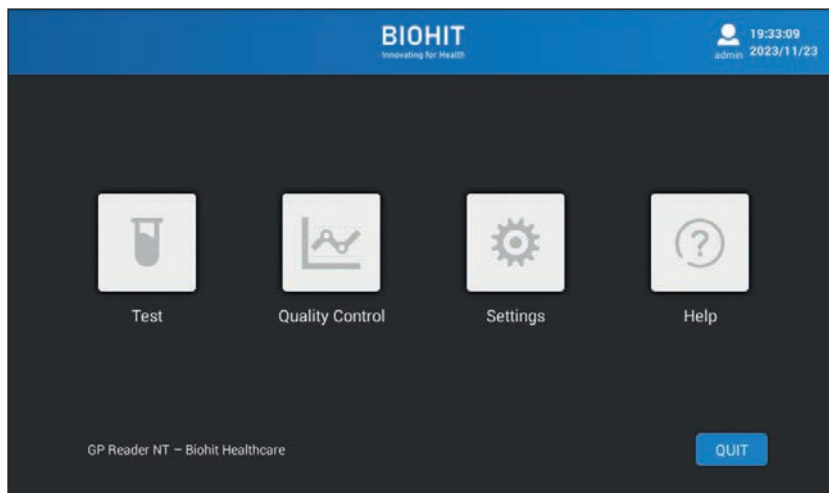 BIOHIT
Innovating for Health
19:33:09
admin 2023/11/23
?
Test Quality Control Settings Help
GP Reader NT – Biohit Healthcare QUIT